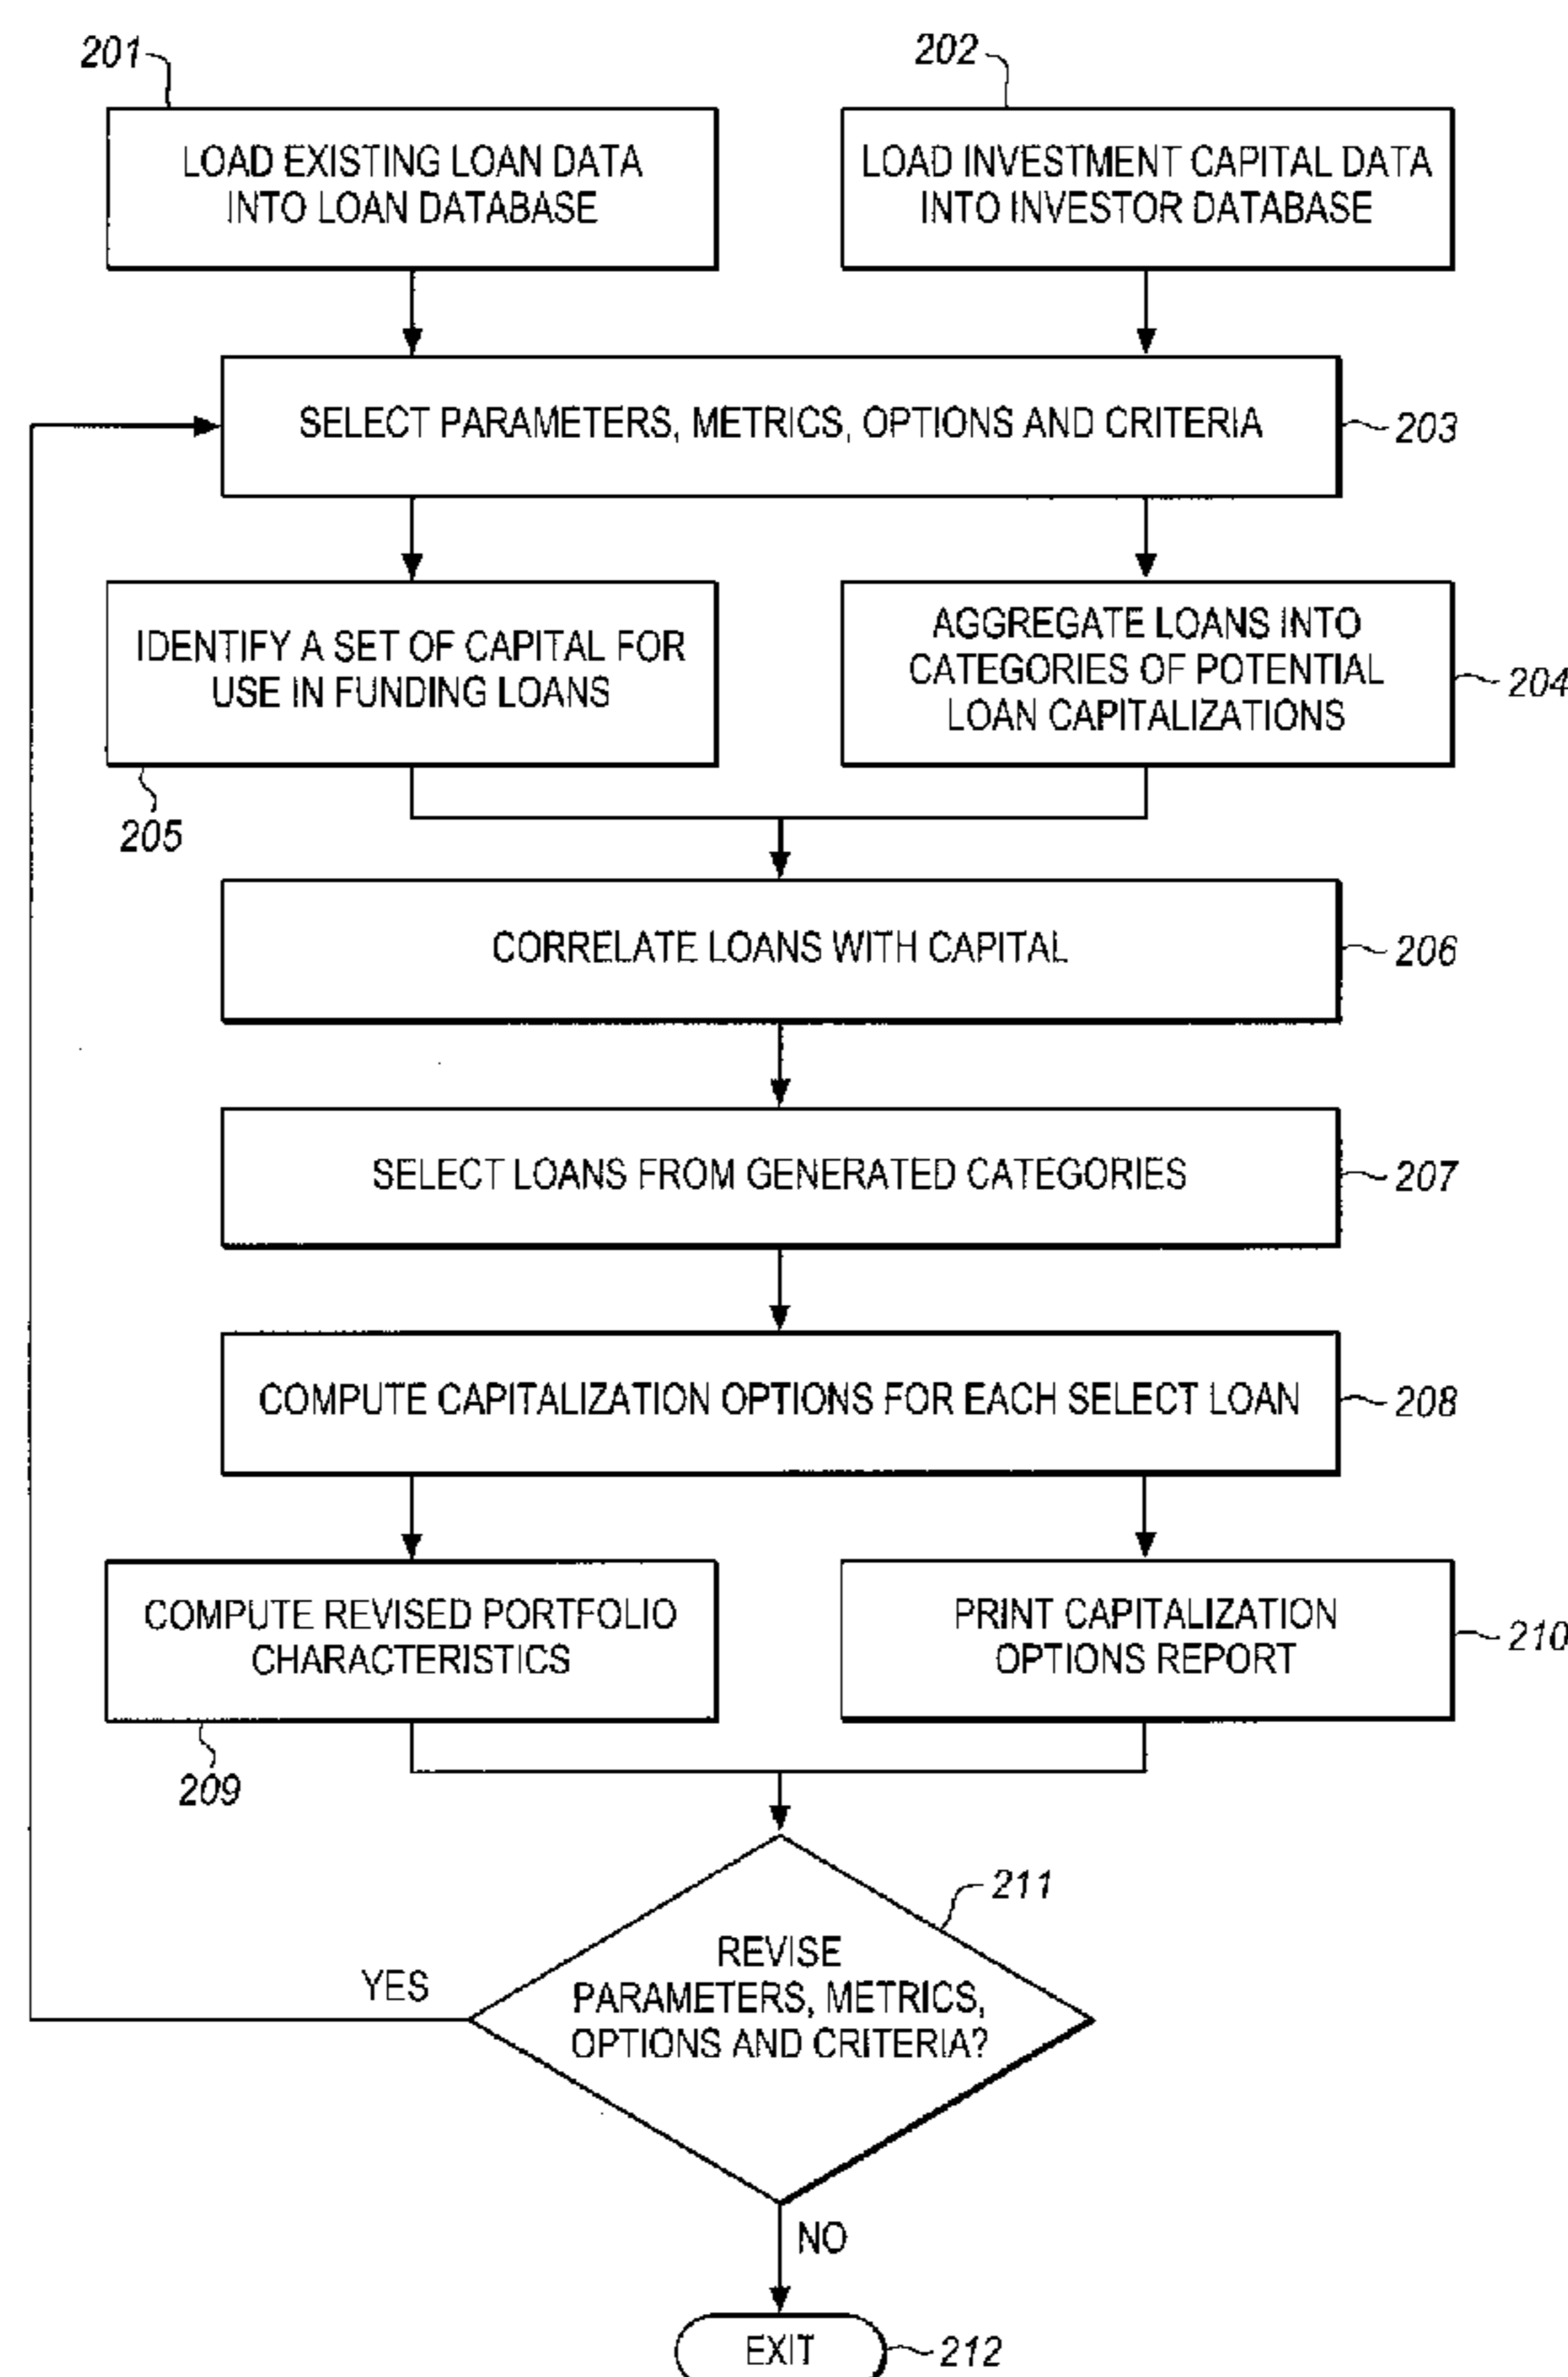 201
202
LOAD EXISTING LOAN DATA
INTO LOAN DATABASE
LOAD INVESTMENT CAPITAL DATA
INTO INVESTOR DATABASE
SELECT PARAMETERS, METRICS, OPTIONS AND CRITERIA
203
IDENTIFY A SET OF CAPITAL FOR
USE IN FUNDING LOANS
205
AGGREGATE LOANS INTO
CATEGORIES OF POTENTIAL
LOAN CAPITALIZATIONS
204
CORRELATE LOANS WITH CAPITAL
206
SELECT LOANS FROM GENERATED CATEGORIES
207
COMPUTE CAPITALIZATION OPTIONS FOR EACH SELECT LOAN
208
COMPUTE REVISED PORTFOLIO
CHARACTERISTICS
209
PRINT CAPITALIZATION
OPTIONS REPORT
210
211
REVISE
PARAMETERS, METRICS,
OPTIONS AND CRITERIA?
YES
NO
EXIT
212